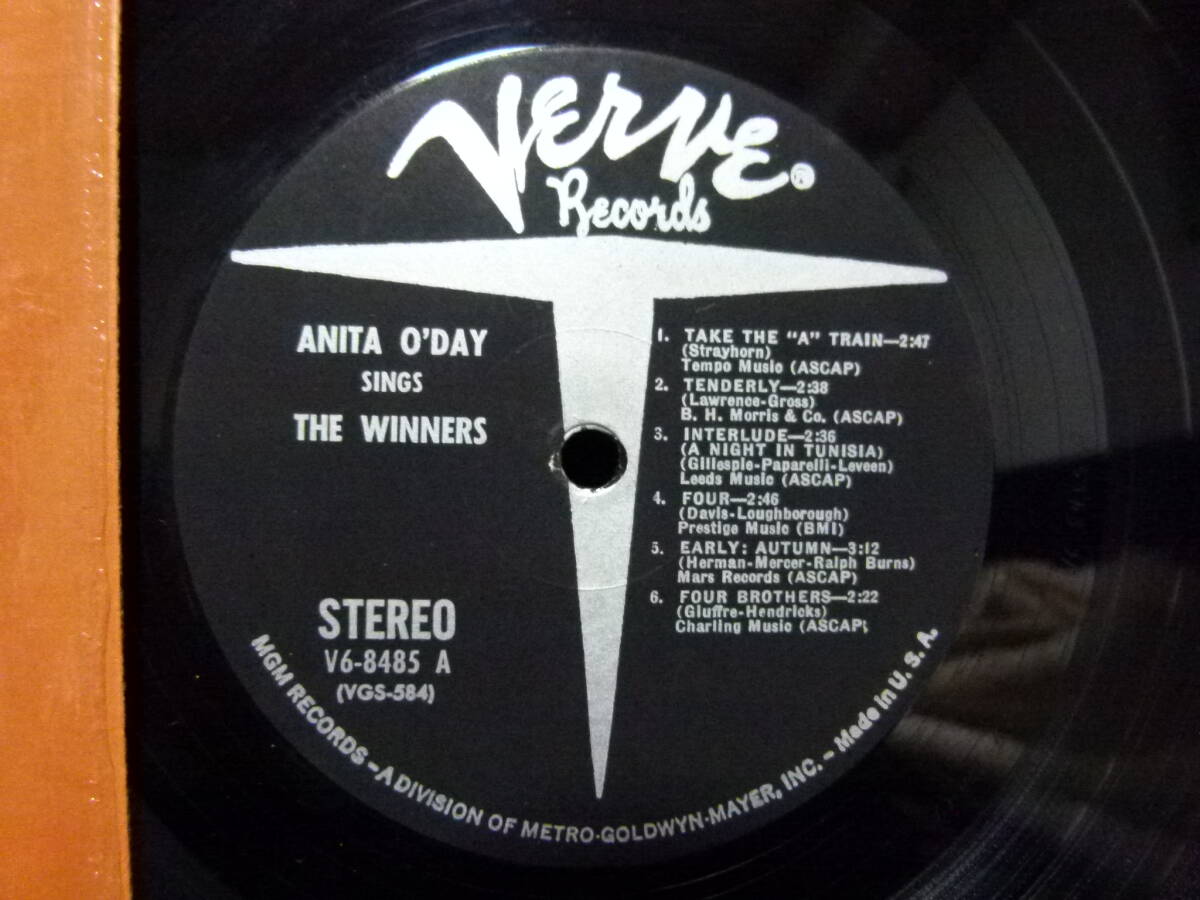 Verve®
Records
ANITA O'DAY
SINGS
THE WINNERS
1. TAKE THE "A" TRAIN—2:47
(Strayhorn)
Tempo Music (ASCAP)
2. TENDERLY—2:38
(Lawrence-Gross)
B. H. Morris & Co. (ASCAP)
3. INTERLUDE—2:36
(A NIGHT IN TUNISIA)
(Gillespie-Paparelli-Leveen)
Leeds Music (ASCAP)
4. FOUR—2:46
(Davis-Loughborough)
Prestige Music (BMI)
5. EARLY: AUTUMN—3:12
(Herman-Mercer-Ralph Burns)
Mars Records (ASCAP)
6. FOUR BROTHERS—2:22
(Giuffre-Hendricks)
Charling Music (ASCAP)
STEREO
V6-8485 A
(VGS-584)
MGM RECORDS – A DIVISION OF METRO-GOLDWYN-MAYER, INC. – Made in U. S. A.